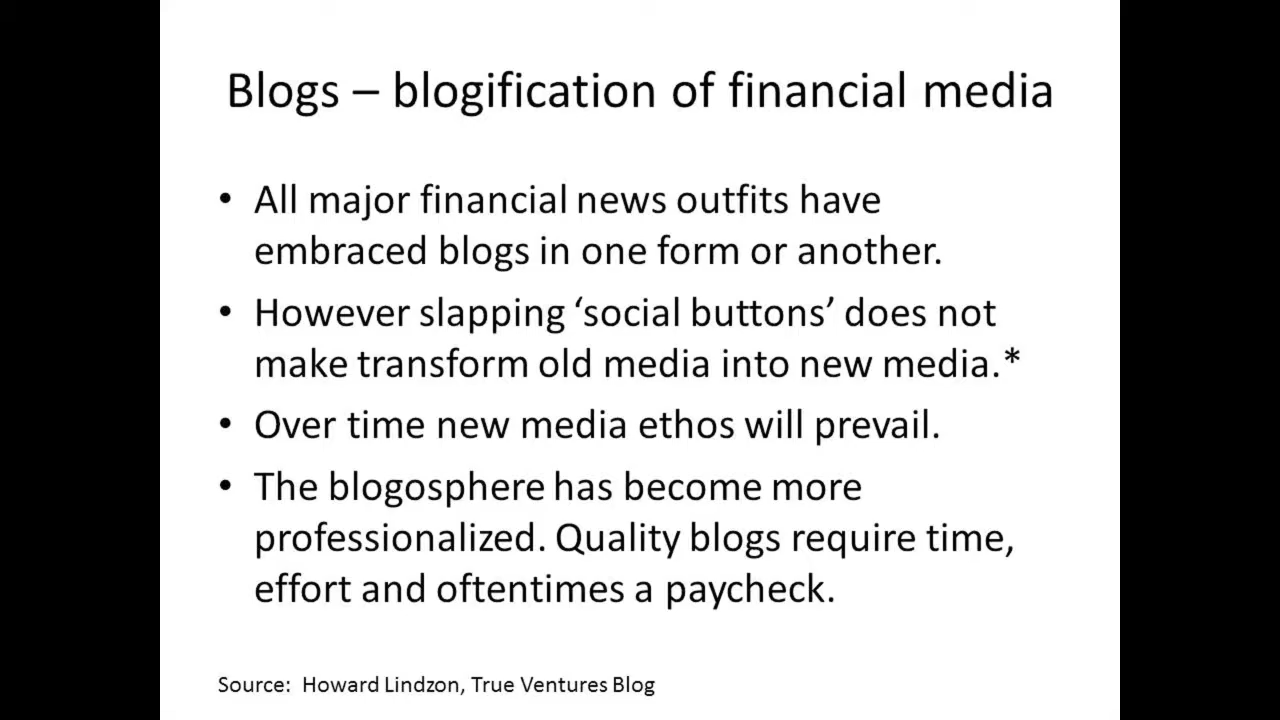 Blogs – blogification of financial media
• All major financial news outfits have
embraced blogs in one form or another.
• However slapping ‘social buttons’ does not
make transform old media into new media.*
• Over time new media ethos will prevail.
• The blogosphere has become more
professionalized. Quality blogs require time,
effort and oftentimes a paycheck.
Source:  Howard Lindzon, True Ventures Blog